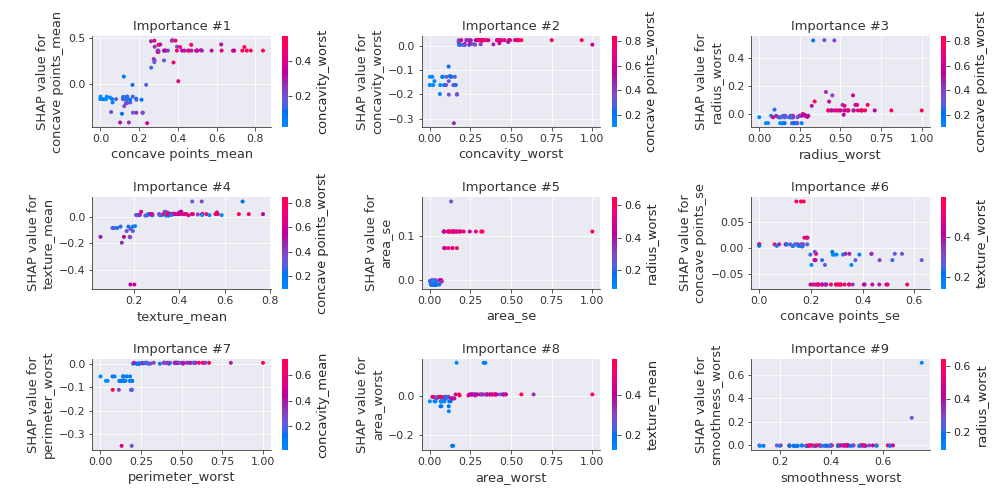 Importance #1
SHAP value for
concave points_mean
0.5
0.0
0.0 0.2 0.4 0.6 0.8
concave points_mean
0.4
0.2
concavity_worst
Importance #2
SHAP value for
concavity_worst
0.0
−0.1
−0.2
−0.3
0.00 0.25 0.50 0.75 1.00
concavity_worst
0.8
0.6
0.4
0.2
concave points_worst
Importance #3
SHAP value for
radius_worst
0.4
0.2
0.0
0.00 0.25 0.50 0.75 1.00
radius_worst
0.8
0.6
0.4
0.2
concave points_worst
Importance #4
SHAP value for
texture_mean
0.0
−0.2
−0.4
0.2 0.4 0.6 0.8
texture_mean
0.8
0.6
0.4
0.2
concave points_worst
Importance #5
SHAP value for
area_se
0.1
0.0
0.00 0.25 0.50 0.75 1.00
area_se
0.6
0.4
0.2
radius_worst
Importance #6
SHAP value for
concave points_se
0.05
0.00
−0.05
0.0 0.2 0.4 0.6
concave points_se
0.4
0.2
texture_worst
Importance #7
SHAP value for
perimeter_worst
0.0
−0.1
−0.2
−0.3
0.00 0.25 0.50 0.75 1.00
perimeter_worst
0.6
0.4
0.2
concavity_mean
Importance #8
SHAP value for
area_worst
0.0
−0.2
0.00 0.25 0.50 0.75 1.00
area_worst
0.4
0.2
texture_mean
Importance #9
SHAP value for
smoothness_worst
0.6
0.4
0.2
0.0
0.2 0.4 0.6
smoothness_worst
0.6
0.4
0.2
radius_worst